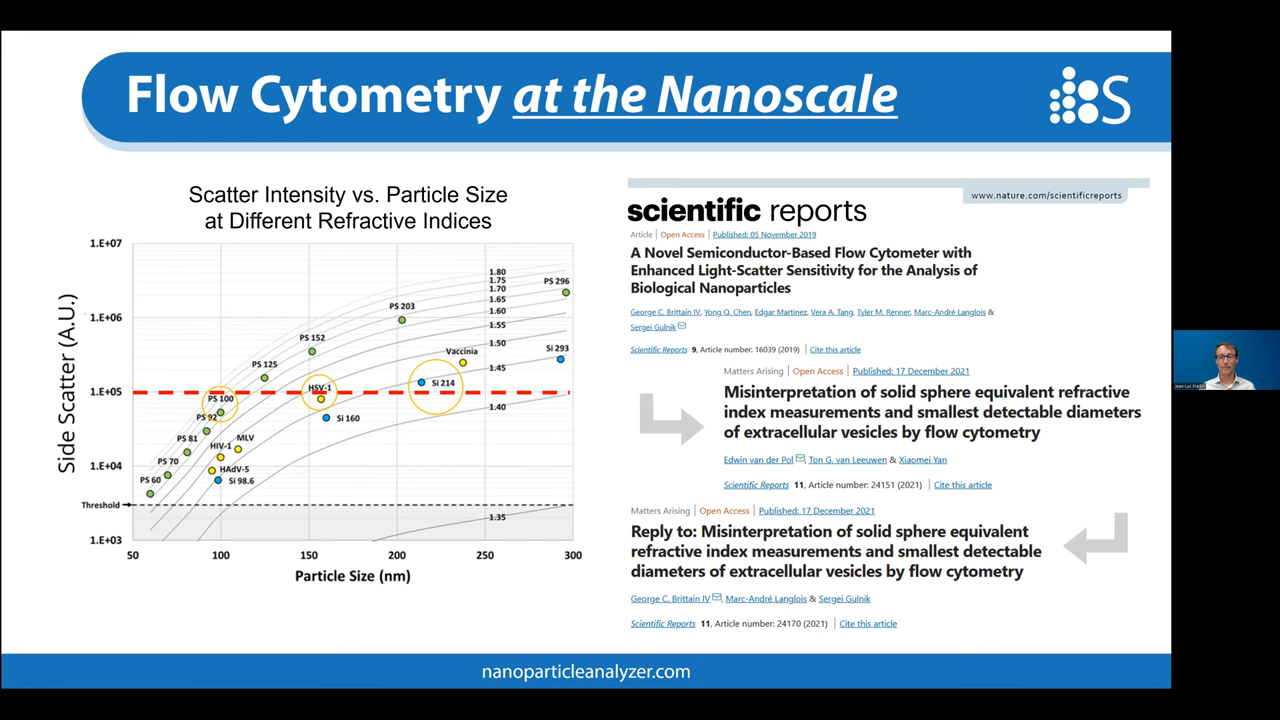 Flow Cytometry at the Nanoscale
S
Scatter Intensity vs. Particle Size
at Different Refractive Indices
Side Scatter (A.U.)
1.E+07
1.E+06
1.E+05
1.E+04
1.E+03
Threshold
50
100
150
200
250
300
Particle Size (nm)
1.80
1.75
1.70
1.65
1.60
1.55
1.50
1.45
1.40
1.35
PS 296
PS 203
PS 152
PS 125
PS 100
PS 92
PS 81
PS 70
PS 60
Vaccinia
Si 293
Si 214
HSV-1
Si 160
HIV-1
MLV
HAdV-5
Si 98.6
www.nature.com/scientificreports
scientific reports
Article | Open Access | Published: 05 November 2019
A Novel Semiconductor-Based Flow Cytometer with
Enhanced Light-Scatter Sensitivity for the Analysis of
Biological Nanoparticles
George C. Brittain IV, Yong Q. Chen, Edgar Martinez, Vera A. Tang, Tyler M. Renner, Marc-André Langlois &
Sergei Gulnik
Scientific Reports 9, Article number: 16039 (2019) | Cite this article
Matters Arising | Open Access | Published: 17 December 2021
Misinterpretation of solid sphere equivalent refractive
index measurements and smallest detectable diameters
of extracellular vesicles by flow cytometry
Edwin van der Pol, Ton G. van Leeuwen & Xiaomei Yan
Scientific Reports 11, Article number: 24151 (2021) | Cite this article
Matters Arising | Open Access | Published: 17 December 2021
Reply to: Misinterpretation of solid sphere equivalent
refractive index measurements and smallest detectable
diameters of extracellular vesicles by flow cytometry
George C. Brittain IV, Marc-André Langlois & Sergei Gulnik
Scientific Reports 11, Article number: 24170 (2021) | Cite this article
nanoparticleanalyzer.com